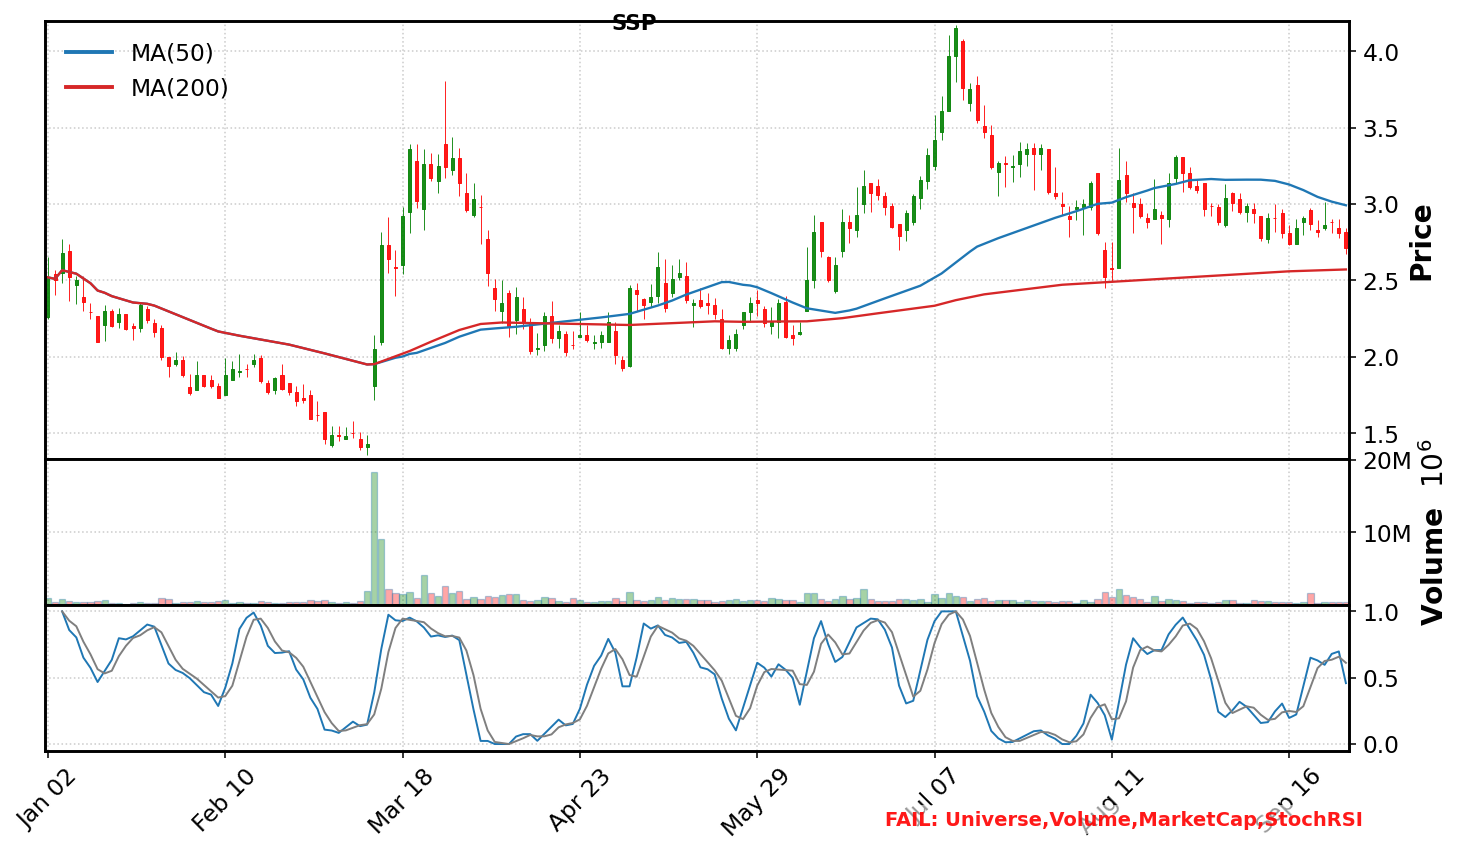 SSP
MA(50)
MA(200)
4.0
3.5
3.0
2.5
2.0
1.5
Price
20M
10M
Volume 10^6
1.0
0.5
0.0
Jan 02
Feb 10
Mar 18
Apr 23
May 29
Jul 07
Aug 11
Sep 16
FAIL: Universe,Volume,MarketCap,StochRSI